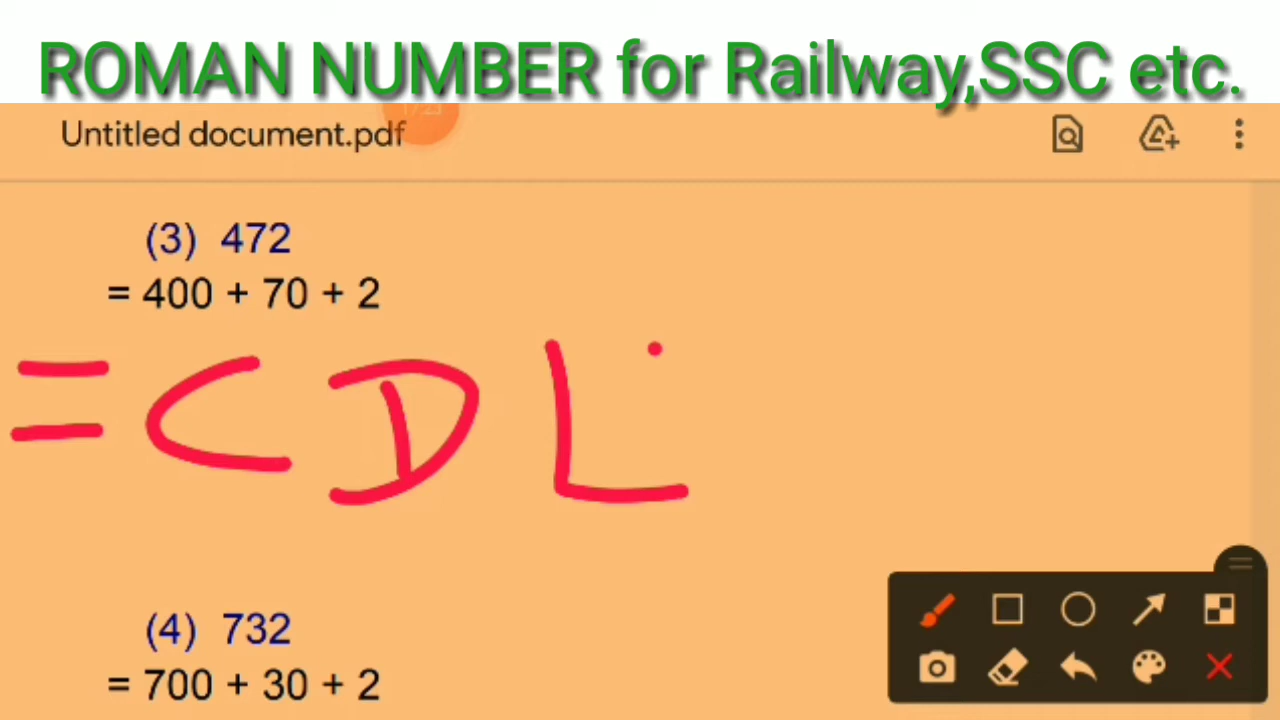 ROMAN NUMBER for Railway,SSC etc.
Untitled document.pdf
(3) 472
= 400 + 70 + 2
= C D L
(4) 732
= 700 + 30 + 2